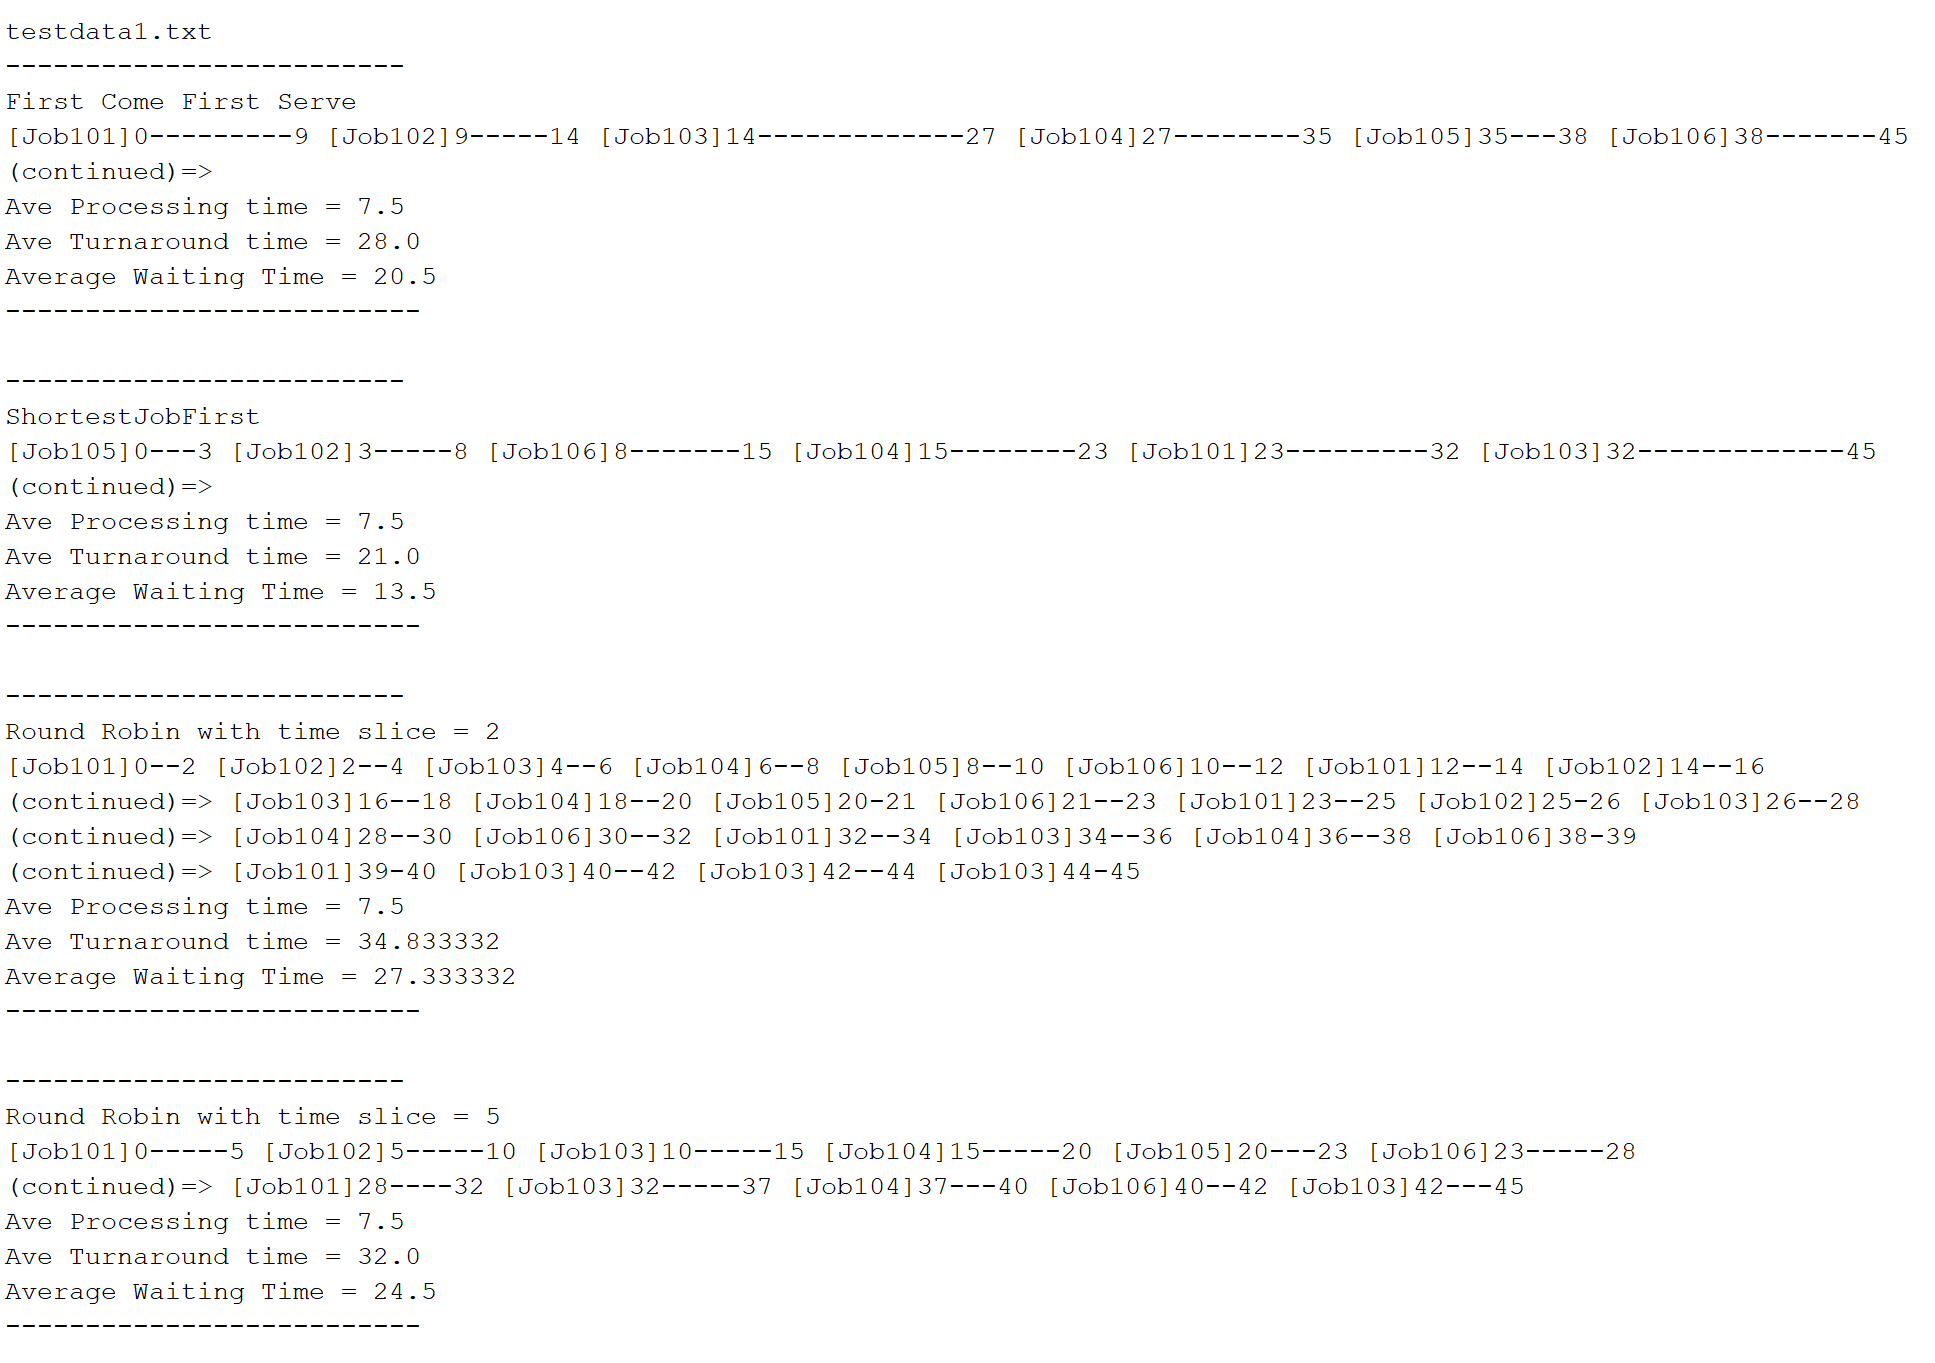 testdata1.txt
-------------------------
First Come First Serve
[Job101]0---------9 [Job102]9-----14 [Job103]14-------------27 [Job104]27--------35 [Job105]35---38 [Job106]38-------45
(continued)=>
Ave Processing time = 7.5
Ave Turnaround time = 28.0
Average Waiting Time = 20.5
--------------------------
-------------------------
ShortestJobFirst
[Job105]0---3 [Job102]3-----8 [Job106]8-------15 [Job104]15--------23 [Job101]23---------32 [Job103]32-------------45
(continued)=>
Ave Processing time = 7.5
Ave Turnaround time = 21.0
Average Waiting Time = 13.5
--------------------------
-------------------------
Round Robin with time slice = 2
[Job101]0--2 [Job102]2--4 [Job103]4--6 [Job104]6--8 [Job105]8--10 [Job106]10--12 [Job101]12--14 [Job102]14--16
(continued)=> [Job103]16--18 [Job104]18--20 [Job105]20-21 [Job106]21--23 [Job101]23--25 [Job102]25-26 [Job103]26--28
(continued)=> [Job104]28--30 [Job106]30--32 [Job101]32--34 [Job103]34--36 [Job104]36--38 [Job106]38-39
(continued)=> [Job101]39-40 [Job103]40--42 [Job103]42--44 [Job103]44-45
Ave Processing time = 7.5
Ave Turnaround time = 34.833332
Average Waiting Time = 27.333332
--------------------------
-------------------------
Round Robin with time slice = 5
[Job101]0-----5 [Job102]5-----10 [Job103]10-----15 [Job104]15-----20 [Job105]20---23 [Job106]23-----28
(continued)=> [Job101]28----32 [Job103]32-----37 [Job104]37---40 [Job106]40--42 [Job103]42---45
Ave Processing time = 7.5
Ave Turnaround time = 32.0
Average Waiting Time = 24.5
--------------------------